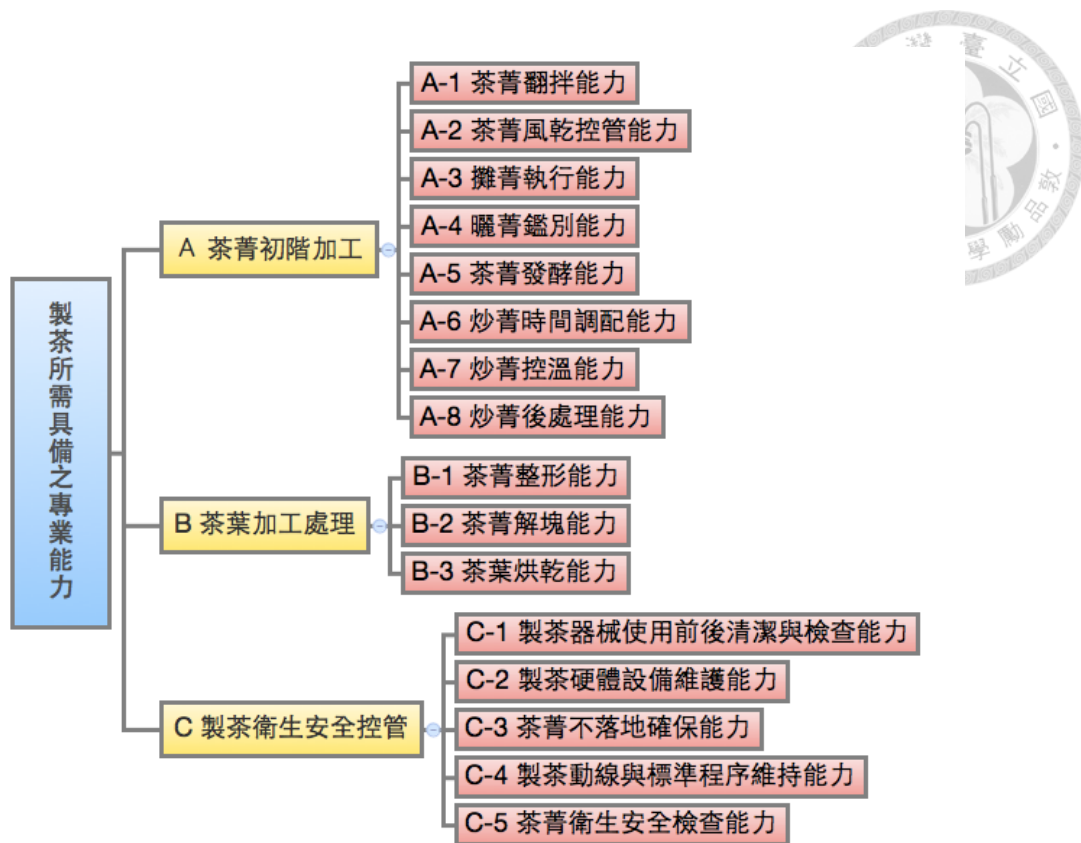 製茶所需具備之專業能力
A 茶菁初階加工
A-1 茶菁翻拌能力
A-2 茶菁風乾控管能力
A-3 攤菁執行能力
A-4 曬菁鑑別能力
A-5 茶菁發酵能力
A-6 炒菁時間調配能力
A-7 炒菁控溫能力
A-8 炒菁後處理能力
B 茶葉加工處理
B-1 茶菁整形能力
B-2 茶菁解塊能力
B-3 茶葉烘乾能力
C 製茶衛生安全控管
C-1 製茶器械使用前後清潔與檢查能力
C-2 製茶硬體設備維護能力
C-3 茶菁不落地確保能力
C-4 製茶動線與標準程序維持能力
C-5 茶菁衛生安全檢查能力
灣臺立國
學勵品敦